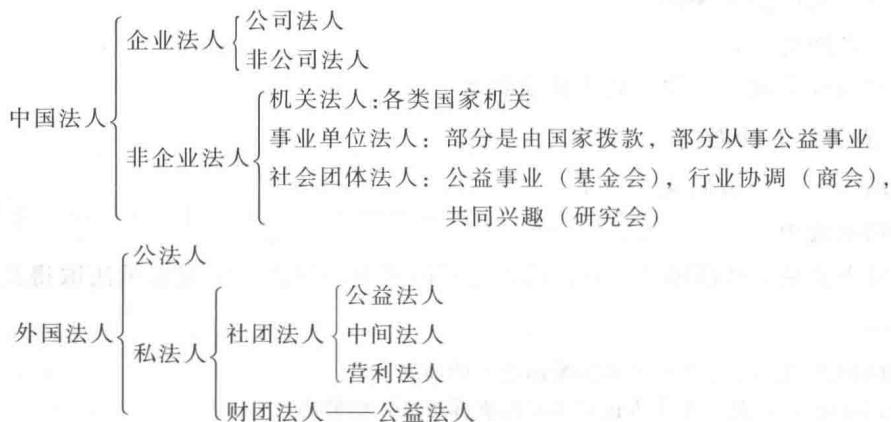 公司法人
企业法人
非公司法人
机关法人：各类国家机关
中国法人
事业单位法人：部分是由国家拨款，部分从事公益事业
非企业法人
社会团体法人：公益事业（基金会），行业协调（商会），
共同兴趣（研究会）
公法人
公益法人
外国法人
社团法人
中间法人
私法人
营利法人
财团法人——公益法人